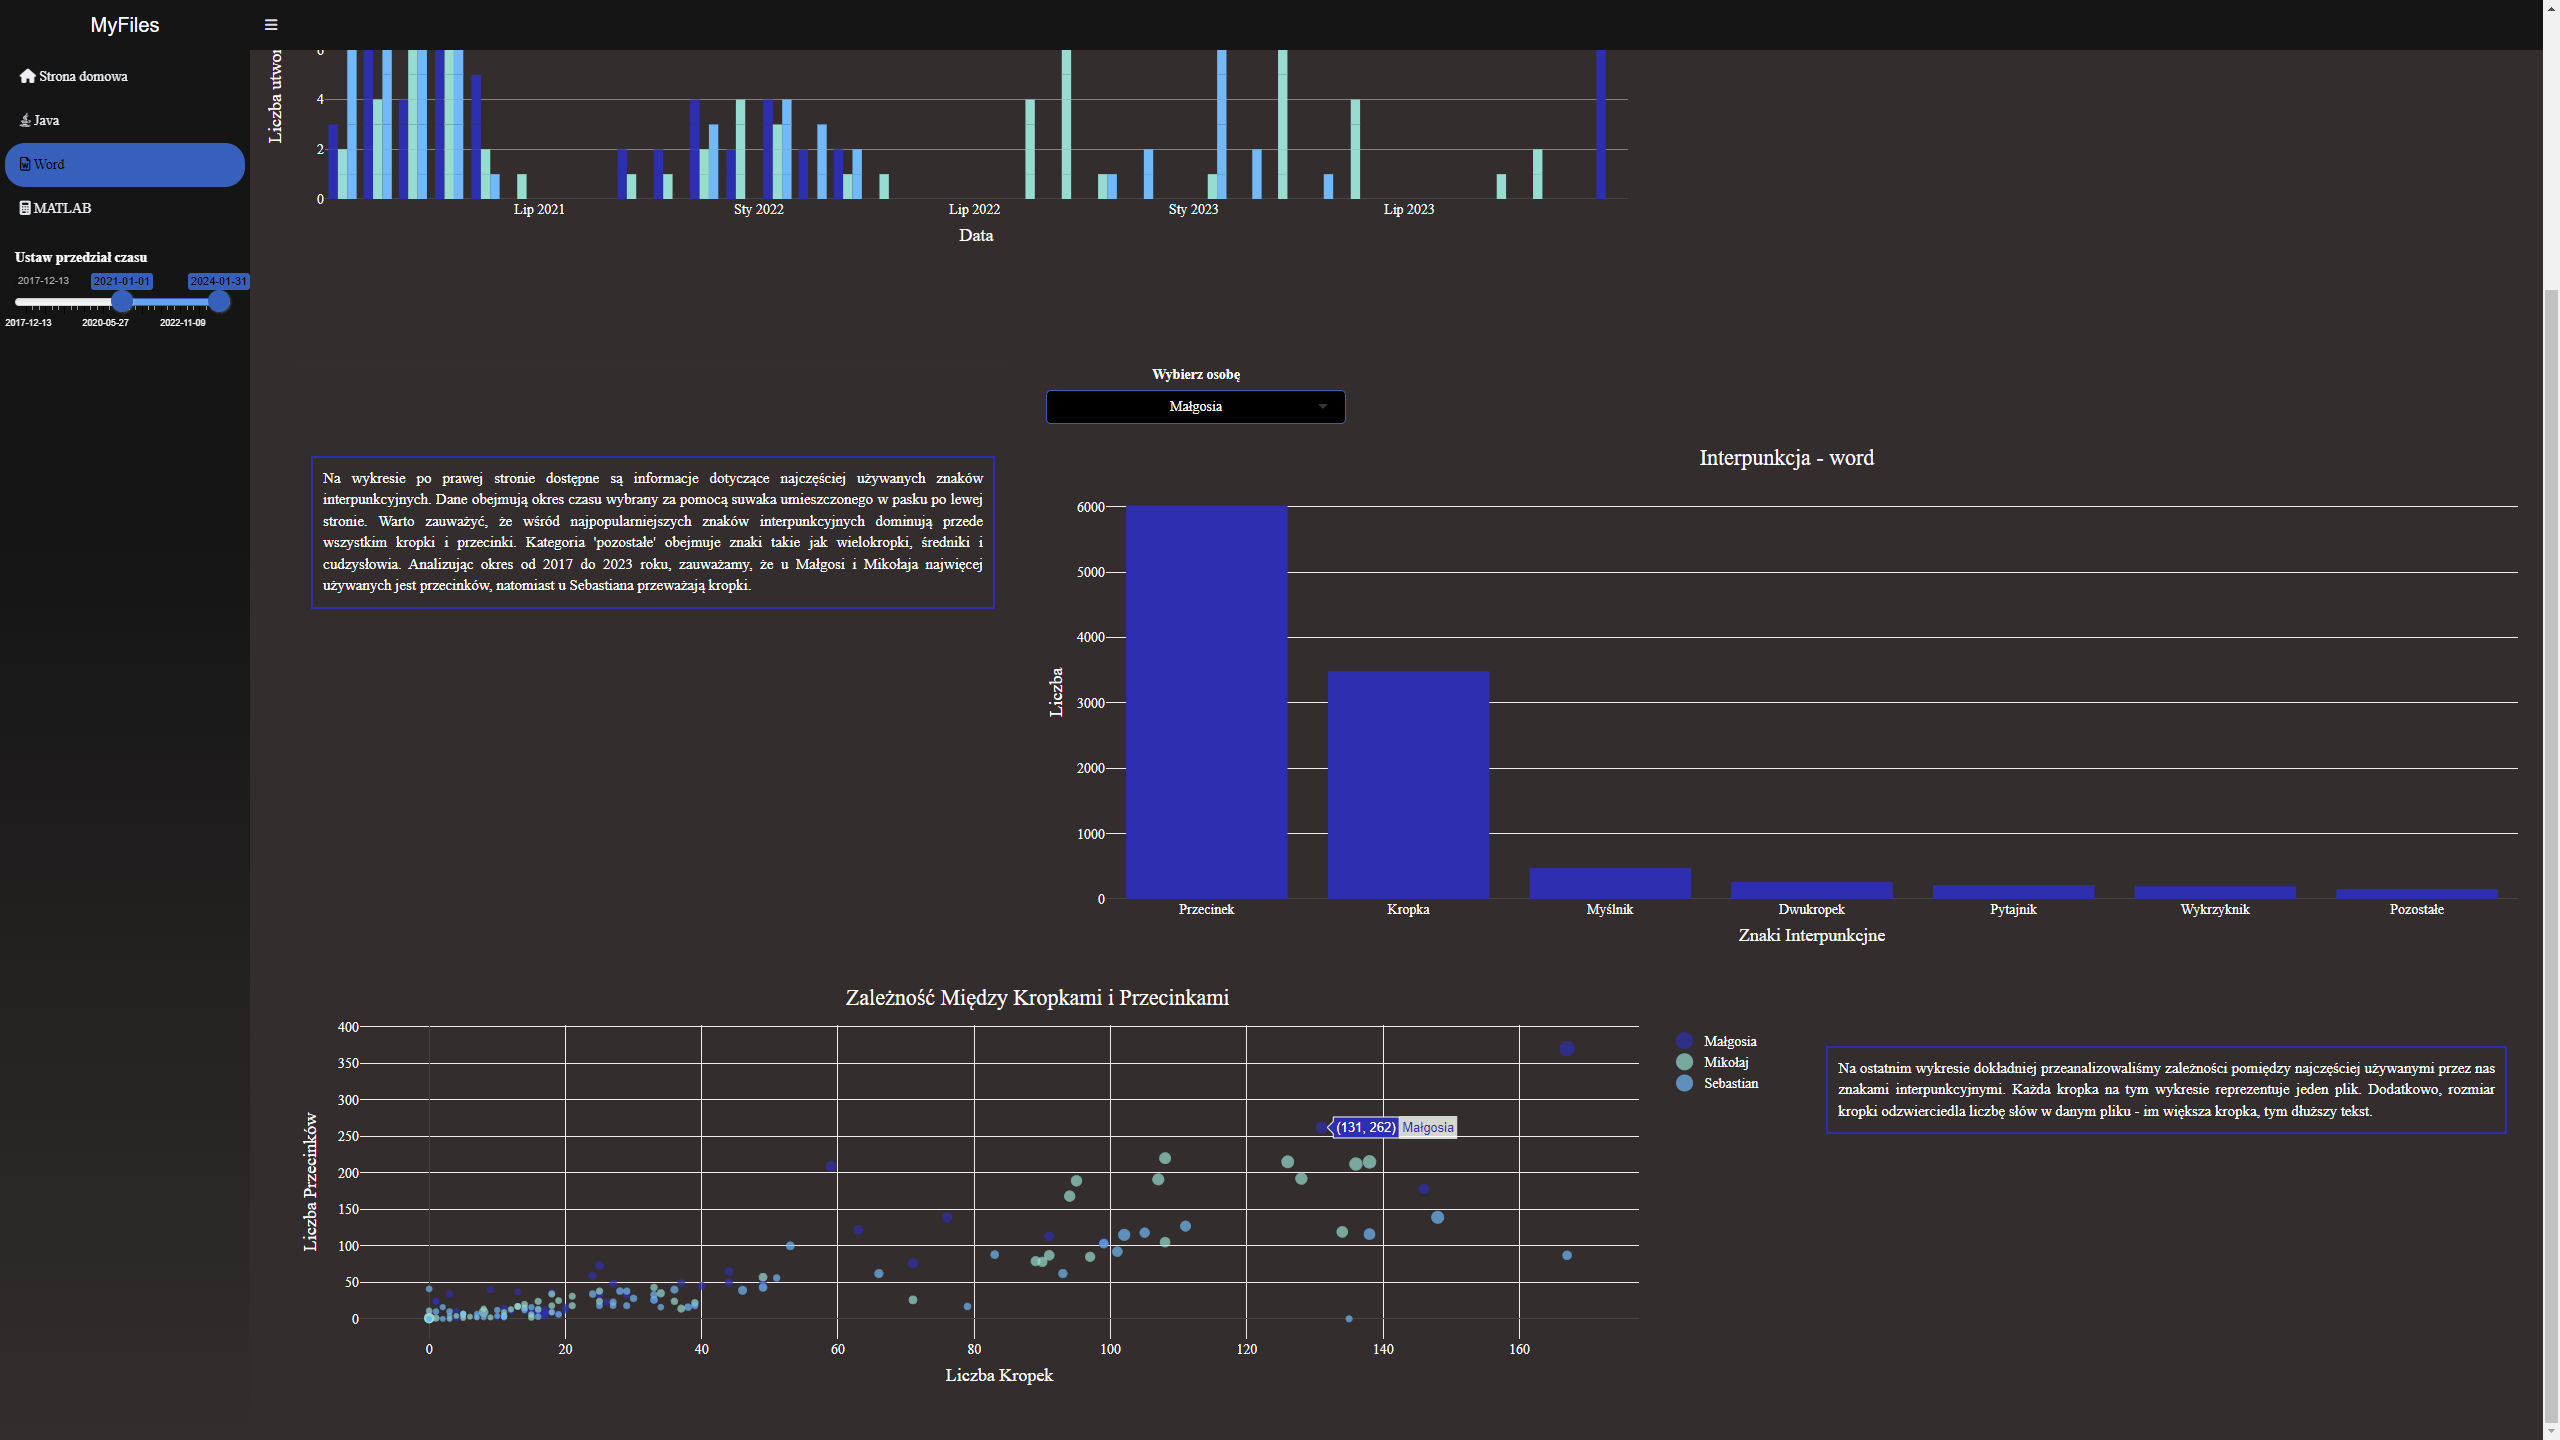 MyFiles
Strona domowa
Java
Word
MATLAB
Ustaw przedział czasu
2017-12-13 2021-01-01 2024-01-31
2017-12-13 2020-05-27 2022-11-09
6
4
2
0
Lip 2021 Sty 2022 Lip 2022 Sty 2023 Lip 2023
Data
Wybierz osobę
Małgosia
Na wykresie po prawej stronie dostępne są informacje dotyczące najczęściej używanych znaków
interpunkcyjnych. Dane obejmują okres czasu wybrany za pomocą suwaka umieszczonego w pasku po lewej
stronie. Warto zauważyć, że wśród najpopularniejszych znaków interpunkcyjnych dominują przede
wszystkim kropki i przecinki. Kategoria 'pozostałe' obejmuje znaki takie jak wielokropki, średniki i
cudzysłowia. Analizując okres od 2017 do 2023 roku, zauważamy, że u Małgosi i Mikołaja najwięcej
używanych jest przecinków, natomiast u Sebastiana przeważają kropki.
Interpunkcja - word
Liczba
6000
5000
4000
3000
2000
1000
0
Przecinek Kropka Myślnik Dwukropek Pytajnik Wykrzyknik Pozostałe
Znaki Interpunkcjne
Zależność Między Kropkami i Przecinkami
Liczba Przecinków
400
350
300
250
200
150
100
50
0
(131, 262) Małgosia
0 20 40 60 80 100 120 140 160
Liczba Kropek
Małgosia
Mikołaj
Sebastian
Na ostatnim wykresie dokładniej przeanalizowaliśmy zależności pomiędzy najczęściej używanymi przez nas
znakami interpunkcyjnymi. Każda kropka na tym wykresie reprezentuje jeden plik. Dodatkowo, rozmiar
kropki odzwierciedla liczbę słów w danym pliku - im większa kropka, tym dłuższy tekst.